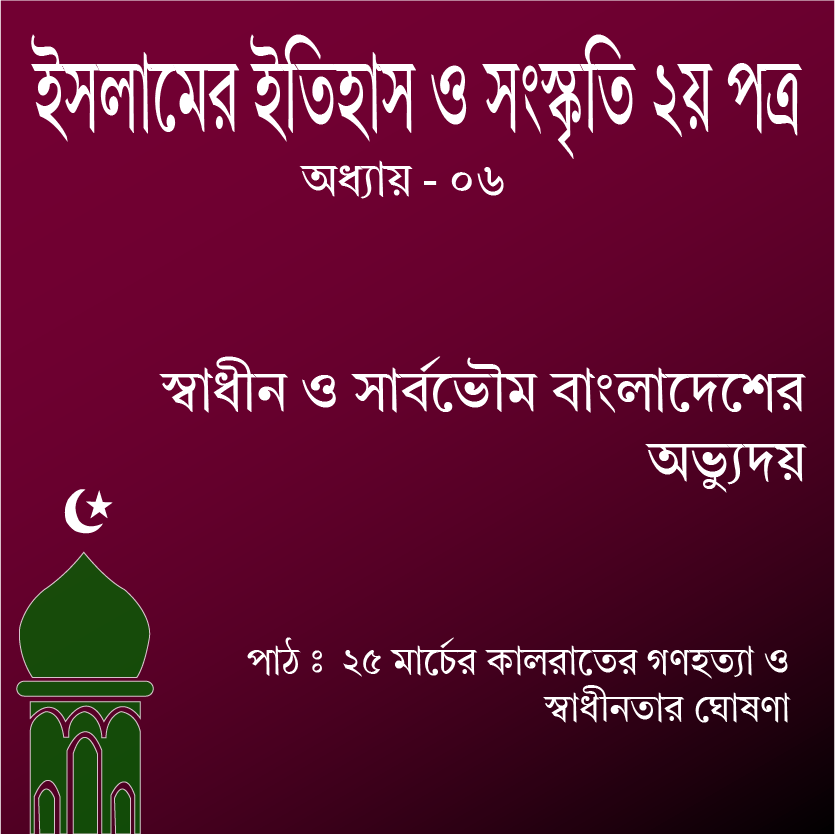 ইসলামের ইতিহাস ও সংস্কৃতি ২য় পত্র
অধ্যায় - ০৬
স্বাধীন ও সার্বভৌম বাংলাদেশের
অভ্যুদয়
পাঠ ঃ ২৫ মার্চের কালরাতের গণহত্যা ও
স্বাধীনতার ঘোষণা